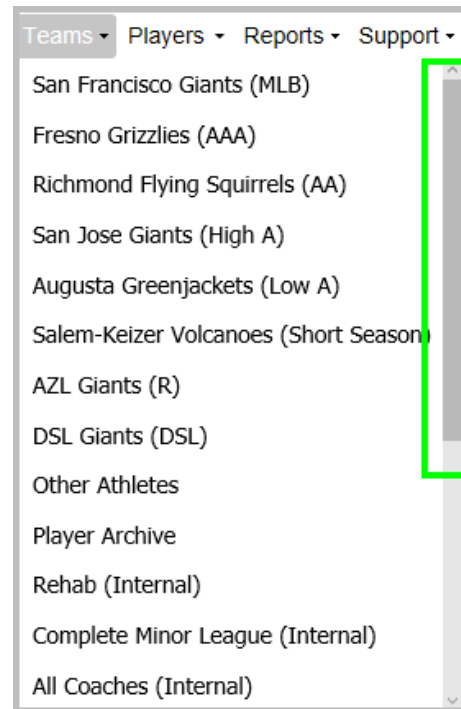 Teams Players Reports Support
San Francisco Giants (MLB)
Fresno Grizzlies (AAA)
Richmond Flying Squirrels (AA)
San Jose Giants (High A)
Augusta Greenjackets (Low A)
Salem-Keizer Volcanoes (Short Season)
AZL Giants (R)
DSL Giants (DSL)
Other Athletes
Player Archive
Rehab (Internal)
Complete Minor League (Internal)
All Coaches (Internal)